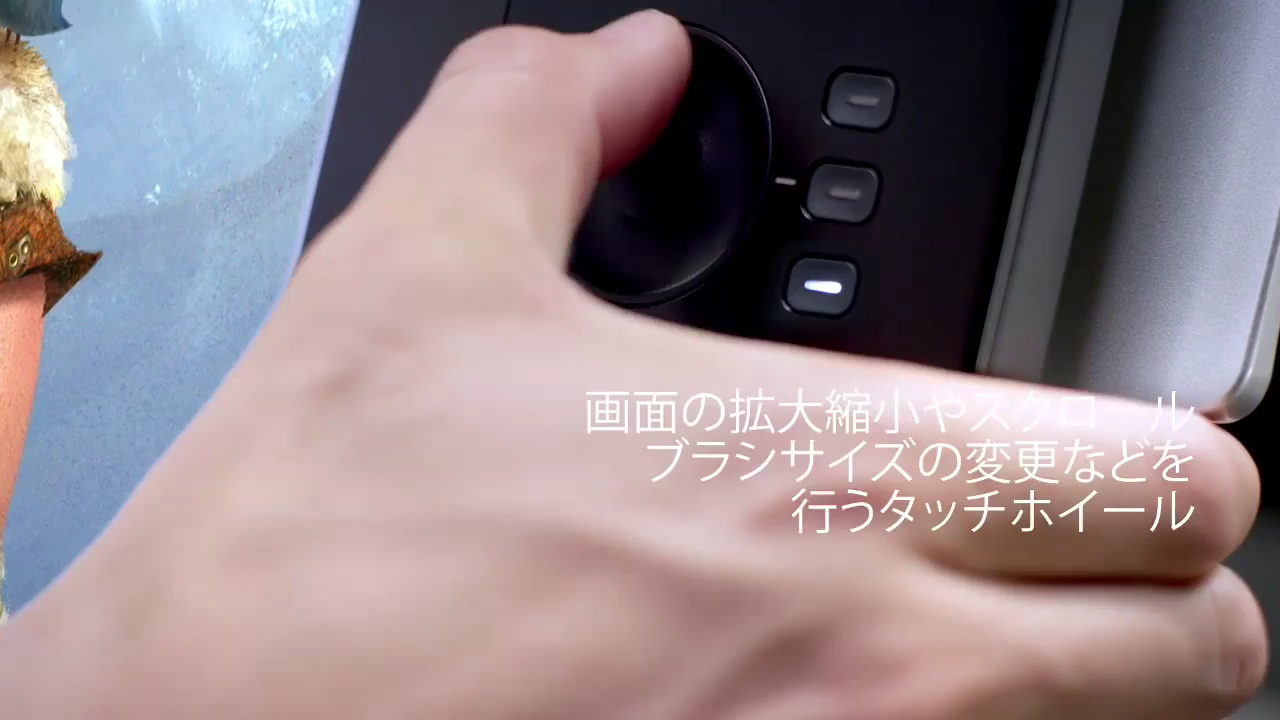 画面の拡大縮小やスクロール
ブラシサイズの変更などを
行うタッチホイール